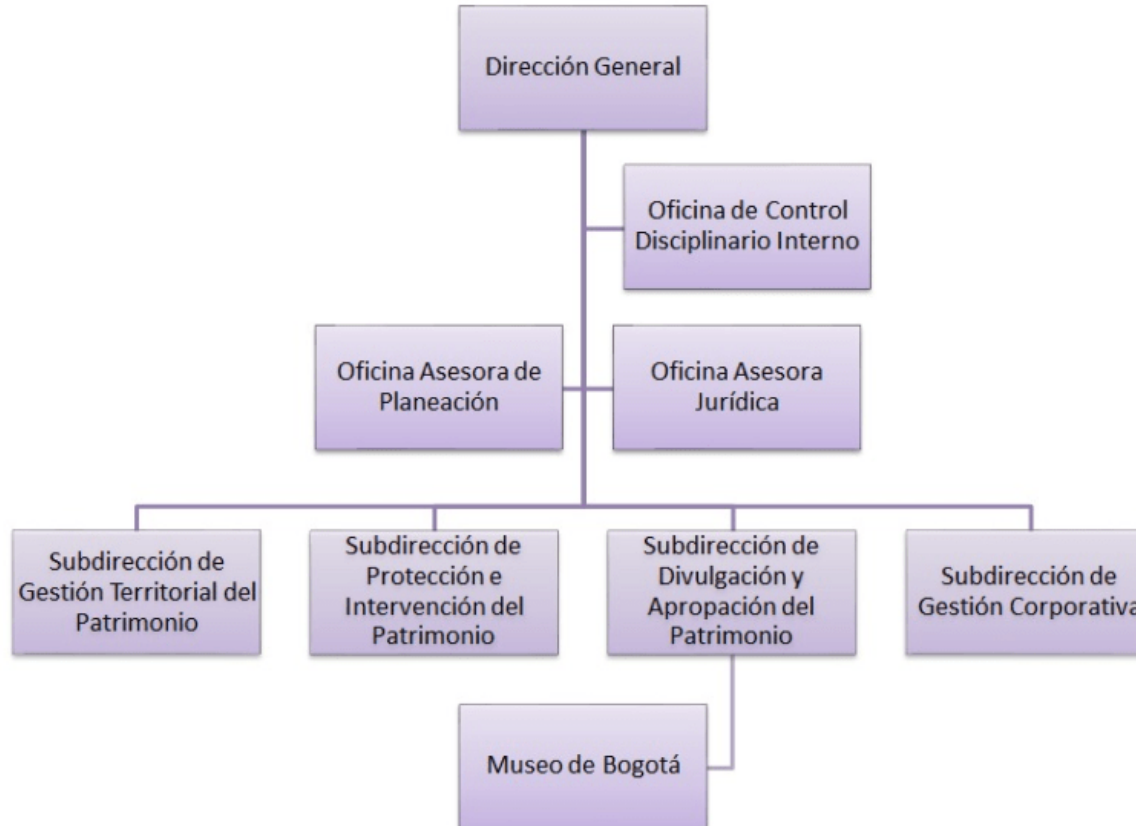 Dirección General
Oficina de Control
Disciplinario Interno
Oficina Asesora de
Planeación
Oficina Asesora
Jurídica
Subdirección de
Gestión Territorial del
Patrimonio
Subdirección de
Protección e
Intervención del
Patrimonio
Subdirección de
Divulgación y
Apropación del
Patrimonio
Subdirección de
Gestión Corporativa
Museo de Bogotá